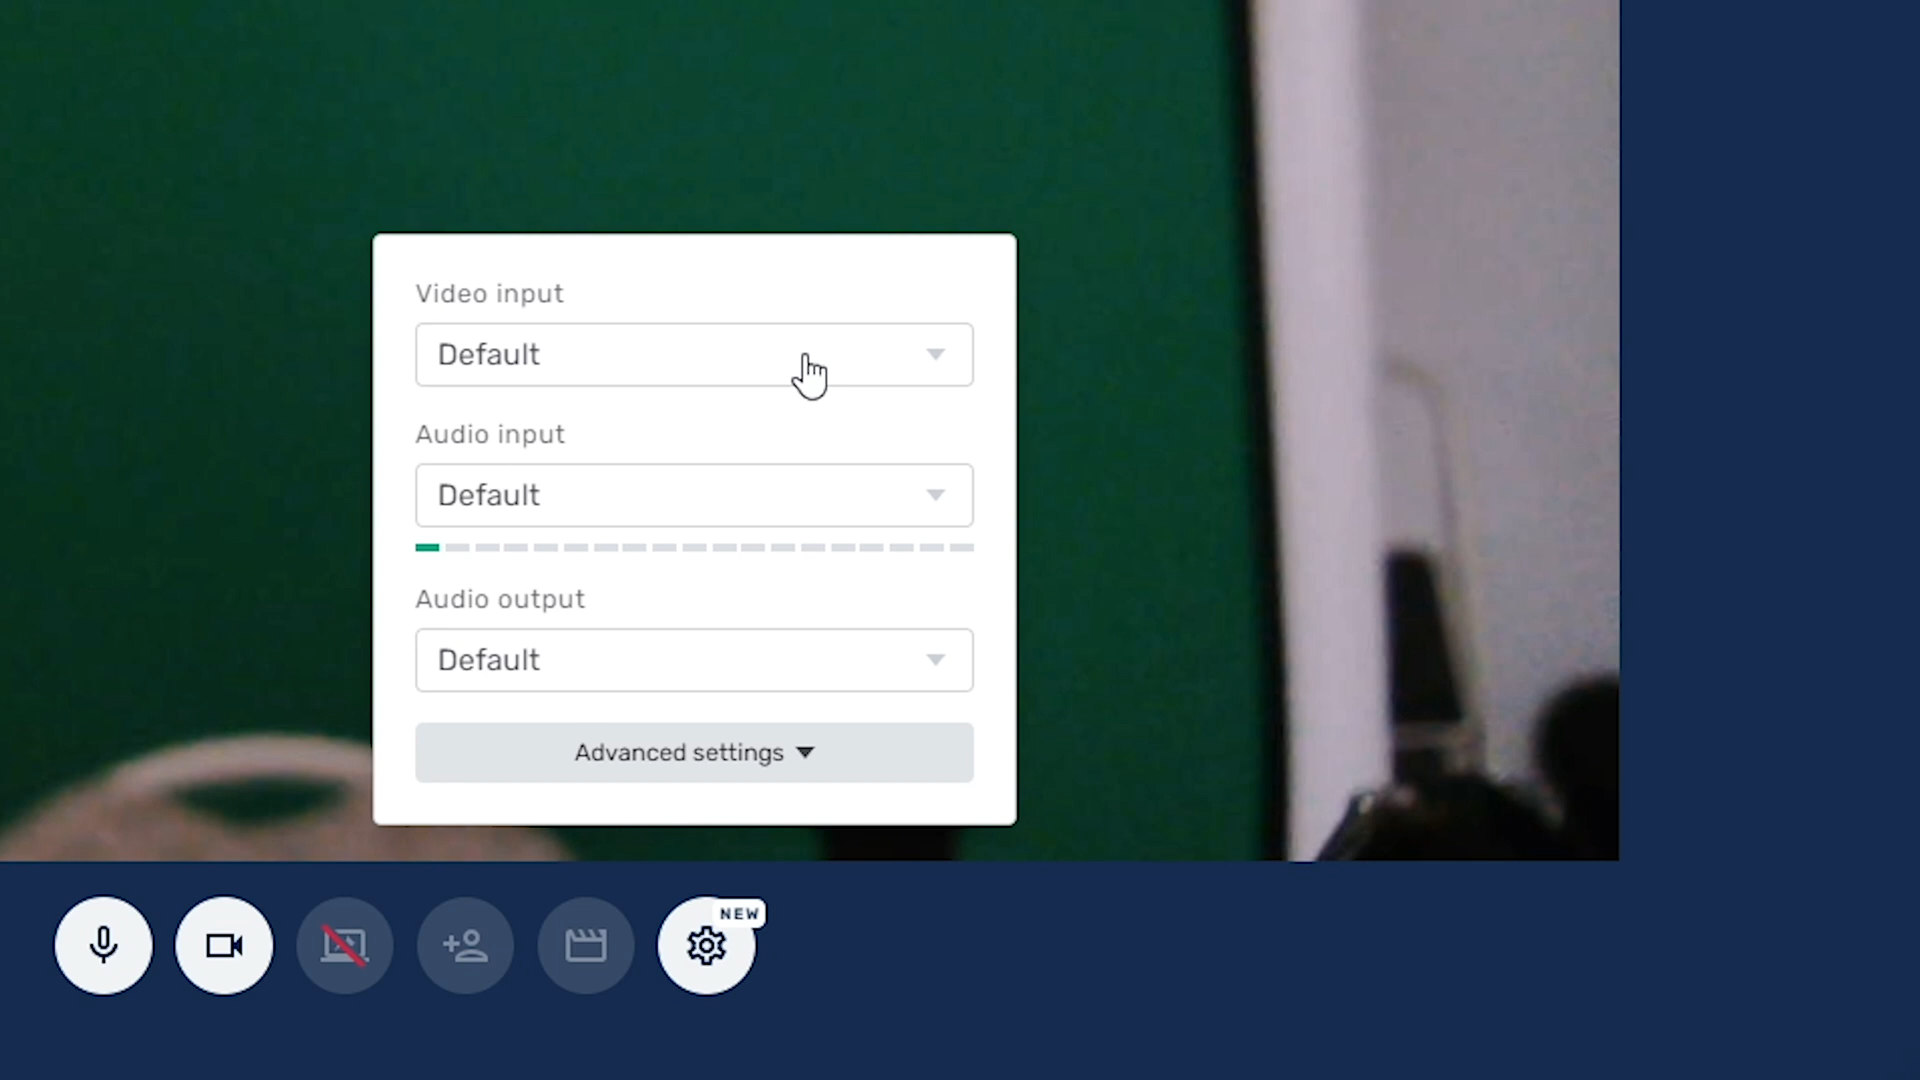 Video input
Default
Audio input
Default
Audio output
Default
Advanced settings
NEW